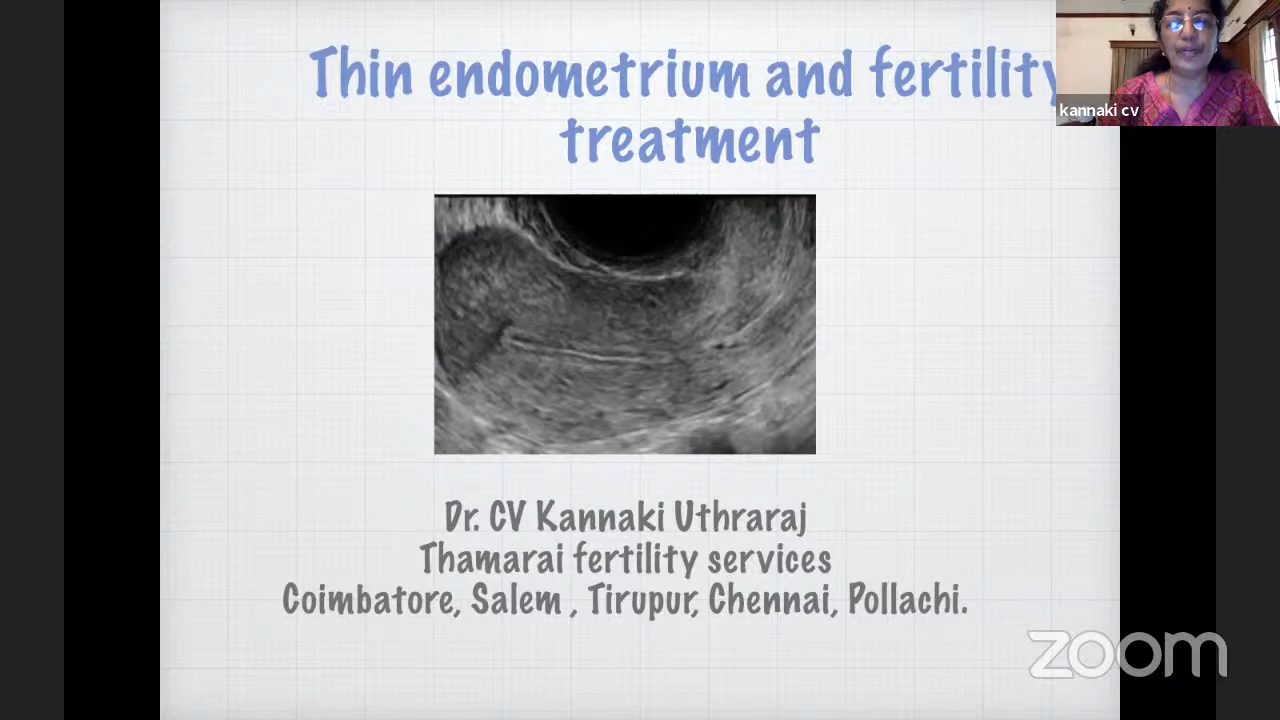 Thin endometrium and fertility
treatment
kannaki cv
Dr. CV Kannaki Uthraraj
Thamarai fertility services
Coimbatore, Salem , Tirupur, Chennai, Pollachi.
zoom